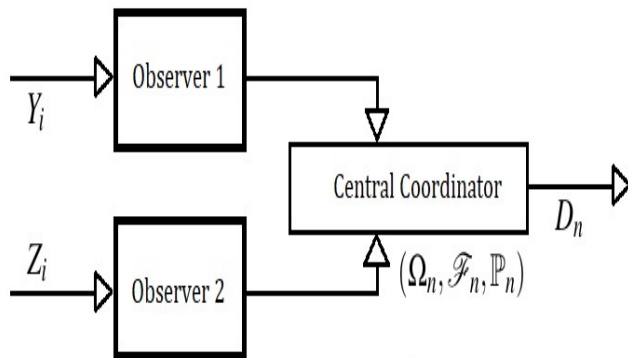 Observer 1
Y_i
Central Coordinator
D_n
Z_i
(Ω_n, ℱ_n, ℙ_n)
Observer 2